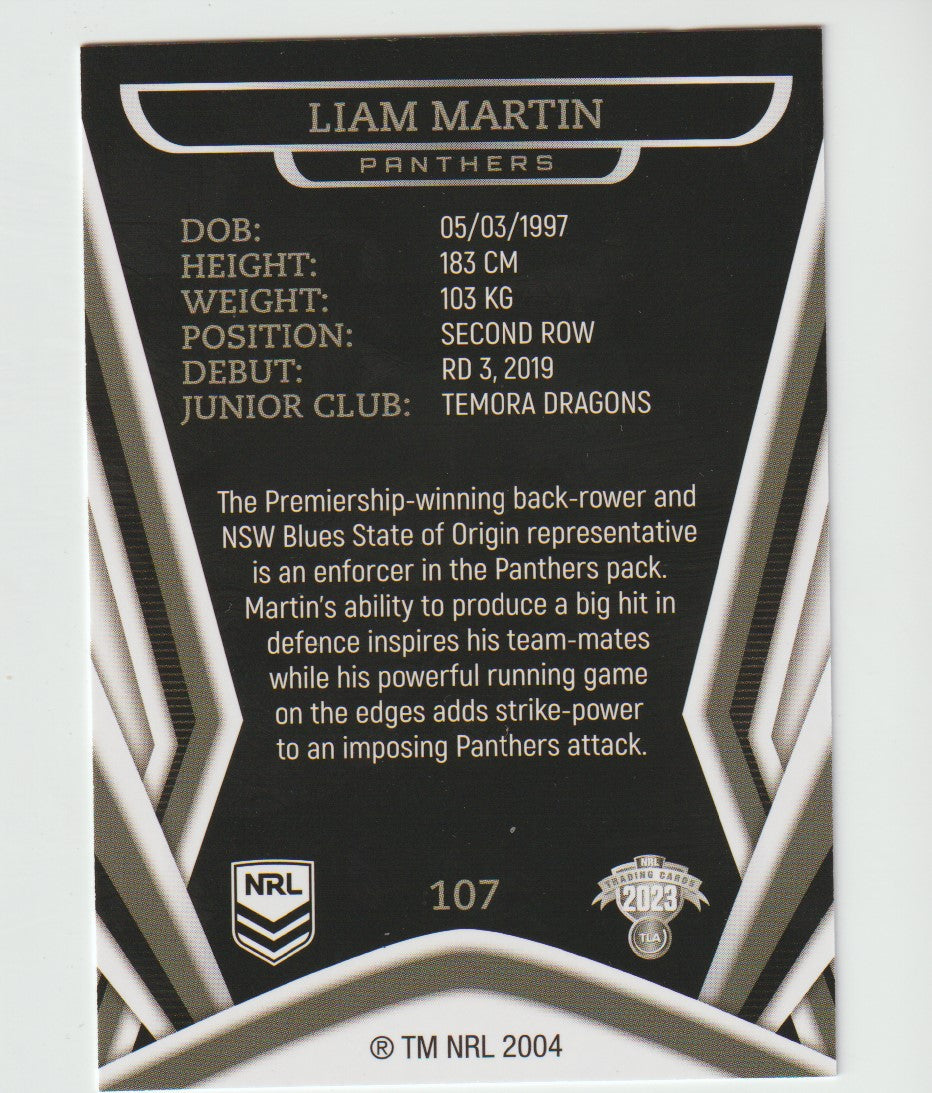 LIAM MARTIN
PANTHERS
DOB: 05/03/1997
HEIGHT: 183 CM
WEIGHT: 103 KG
POSITION: SECOND ROW
DEBUT: RD 3, 2019
JUNIOR CLUB: TEMORA DRAGONS
The Premiership-winning back-rower and
NSW Blues State of Origin representative
is an enforcer in the Panthers pack.
Martin's ability to produce a big hit in
defence inspires his team-mates
while his powerful running game
on the edges adds strike-power
to an imposing Panthers attack.
NRL
107
NRL
TRADING CARDS
2023
TLA
® TM NRL 2004